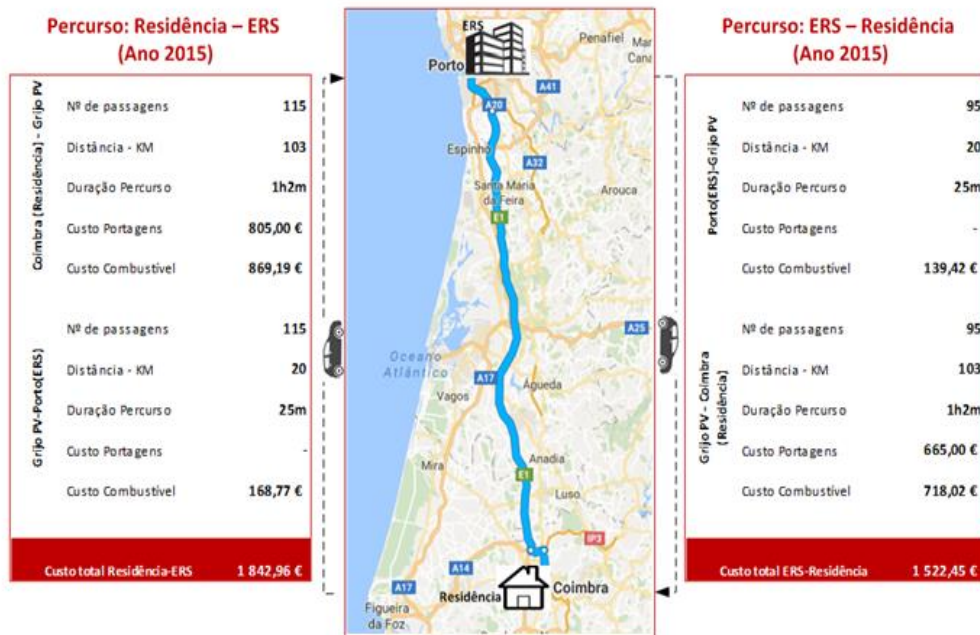 Percurso: Residência – ERS
(Ano 2015)
Coimbra (Residência) - Grijo PV
Nº de passagens 115
Distância - KM 103
Duração Percurso 1h2m
Custo Portagens 805,00 €
Custo Combustível 869,19 €
Grijo PV-Porto(ERS)
Nº de passagens 115
Distância - KM 20
Duração Percurso 25m
Custo Portagens -
Custo Combustível 168,77 €
Custo total Residência-ERS 1 842,96 €
ERS
Porto
Penafiel
Mar
Cana
A41
A20
Espinho
A32
Santa Maria
da Feira
Arouca
E1
A25
Oceano
Atlântico
A17
Águeda
Vagos
Mira
Anadia
E1
Luso
IP3
A14
Coimbra
Residência
A17
Figueira
da Foz
Percurso: ERS – Residência
(Ano 2015)
Porto(ERS)-Grijo PV
Nº de passagens 95
Distância - KM 20
Duração Percurso 25m
Custo Portagens -
Custo Combustível 139,42 €
Grijo PV - Coimbra
(Residência)
Nº de passagens 95
Distância - KM 103
Duração Percurso 1h2m
Custo Portagens 665,00 €
Custo Combustível 718,02 €
Custo total ERS-Residência 1 522,45 €